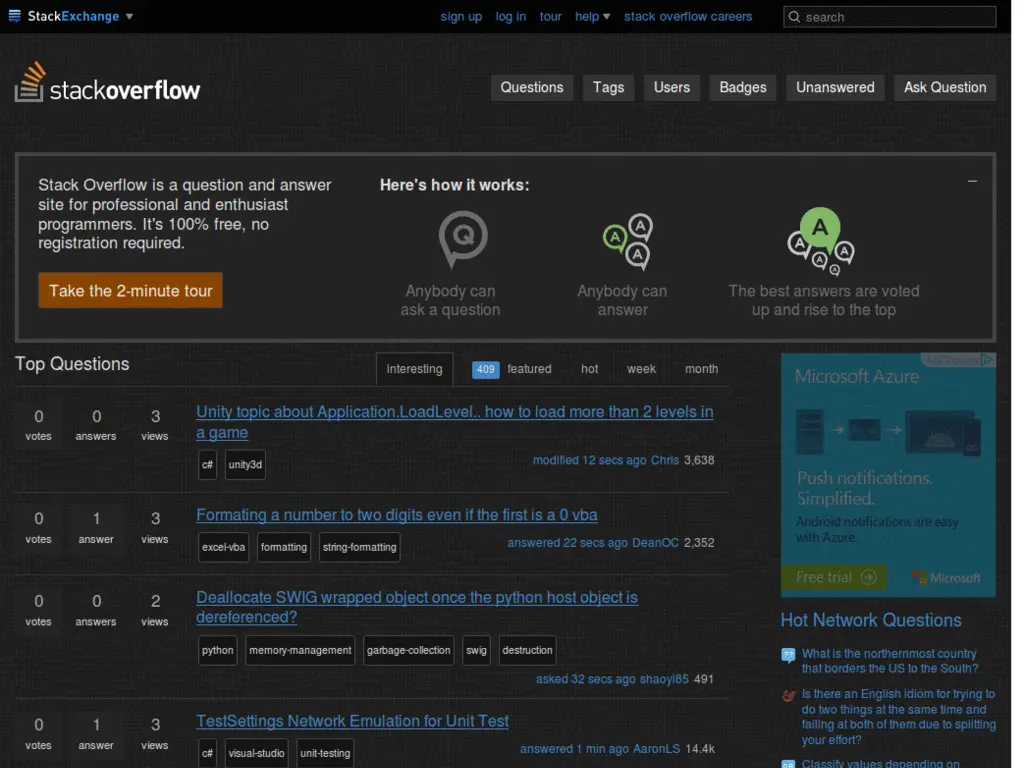 StackExchange
sign up log in tour help stack overflow careers
search
stackoverflow
Questions Tags Users Badges Unanswered Ask Question
Stack Overflow is a question and answer
site for professional and enthusiast
programmers. It's 100% free, no
registration required.
Take the 2-minute tour
Here's how it works:
Q
Anybody can
ask a question
A A A
Anybody can
answer
A A A A A
The best answers are voted
up and rise to the top
Top Questions
Interesting 409 featured hot week month
0 votes 0 answers 3 views
Unity topic about Application.LoadLevel.. how to load more than 2 levels in
a game
c# unity3d
modified 12 secs ago Chris 3,638
0 votes 1 answer 3 views
Formating a number to two digits even if the first is a 0 vba
excel-vba formatting string-formatting
answered 22 secs ago DeanOC 2,352
0 votes 0 answers 2 views
Deallocate SWIG wrapped object once the python host object is
dereferenced?
python memory-management garbage-collection swig destruction
asked 32 secs ago shaoyl85 491
0 votes 1 answer 3 views
TestSettings Network Emulation for Unit Test
c# visual-studio unit-testing
answered 1 min ago AaronLS 14.4k
Microsoft Azure
Push notifications.
Simplified.
Android notifications are easy
with Azure.
Free trial
Microsoft
Hot Network Questions
What is the northernmost country
that borders the US to the South?
Is there an English idiom for trying to
do two things at the same time and
failing at both of them due to splitting
your effort?
Classify values depending on